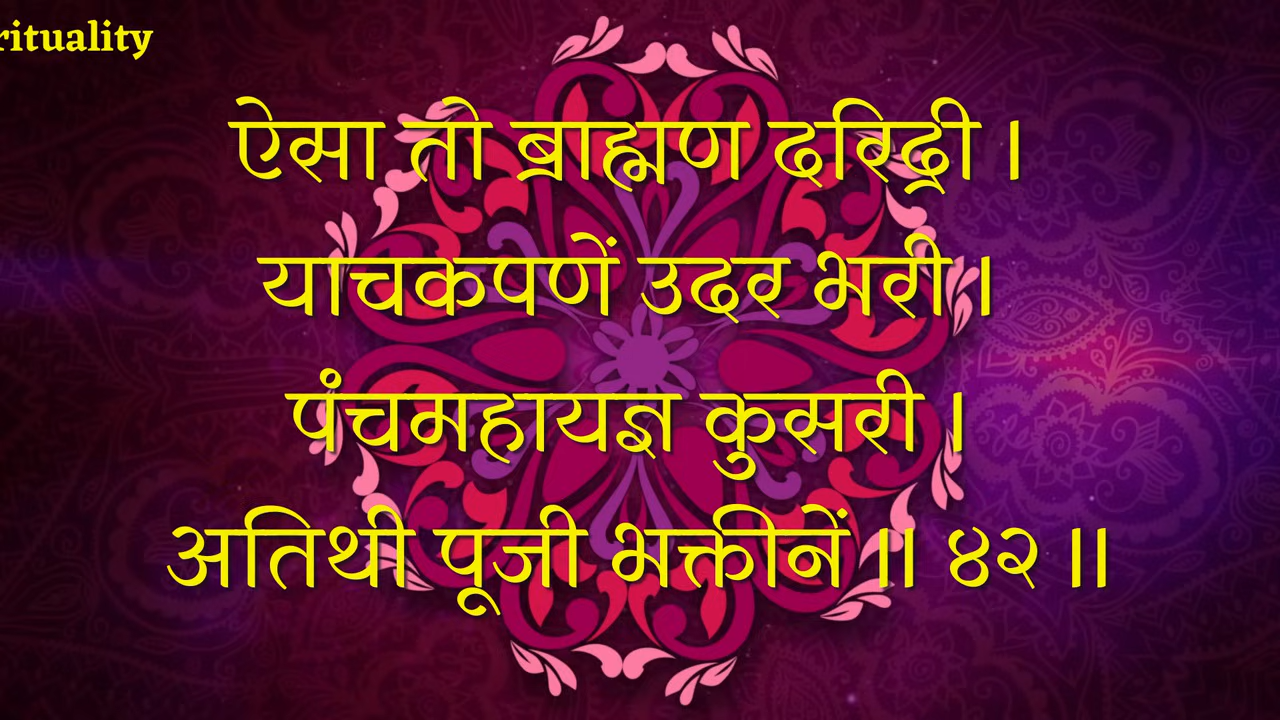 rituality
ऐसा तो ब्राह्मण दरिद्री ।
याचकपणें उदर भरी ।
पंचमहायज्ञ कुसरी ।
अतिथी पूजी भक्तीनें ॥ ४२ ॥